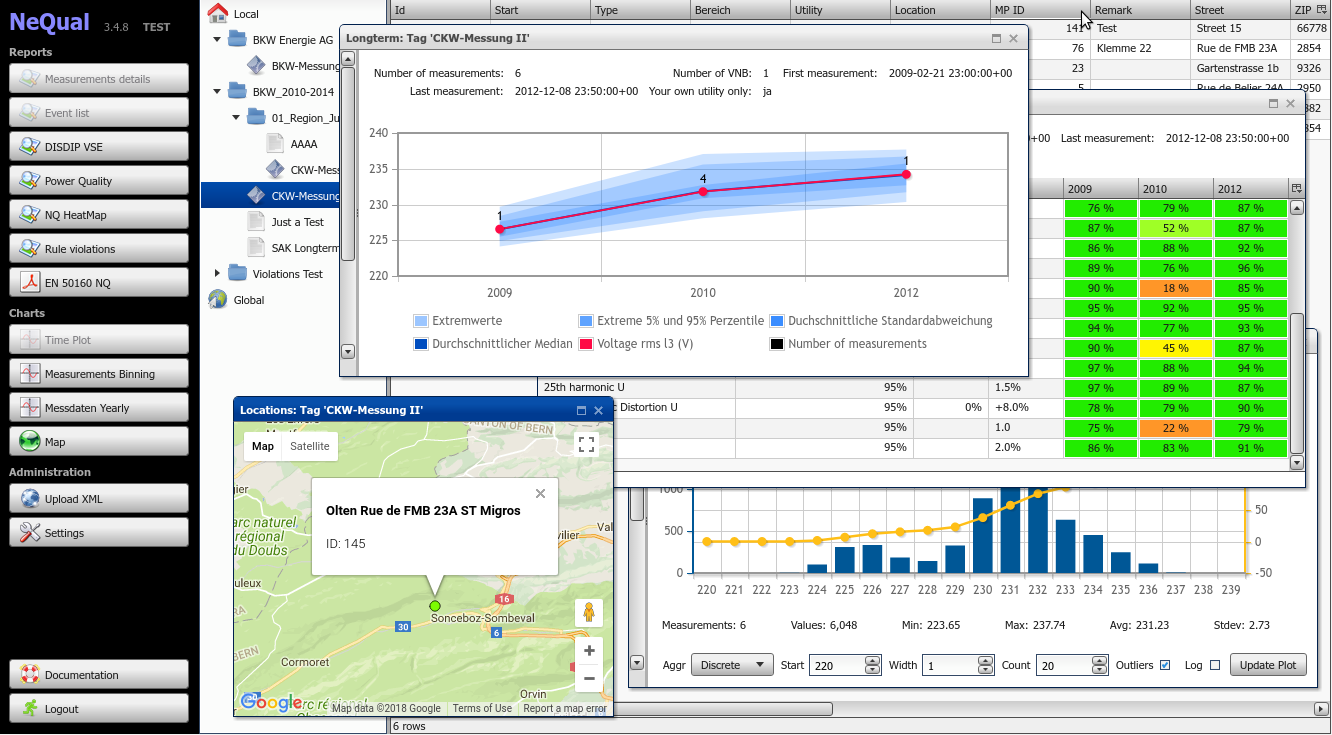 NeQual 3.4.8 TEST
Reports
Measurements details
Event list
DISDIP VSE
Power Quality
NQ HeatMap
Rule violations
EN 50160 NQ
Charts
Time Plot
Measurements Binning
Messdaten Yearly
Map
Administration
Upload XML
Settings
Documentation
Logout
Local
BKW Energie AG
BKW-Messung
BKW_2010-2014
01_Region_Ju
AAAA
CKW-Mess
CKW-Messung
Just a Test
SAK Longterm
Violations Test
Global
Id Start Type Bereich Utility Location MP ID Remark Street ZIP
141 Test Street 15 66778
76 Klemme 22 Rue de FMB 23A 2854
23 Gartenstrasse 1b 9326
5 Rue de Belier 24A 2950
382
354
Longterm: Tag 'CKW-Messung II'
Number of measurements: 6 Number of VNB: 1 First measurement: 2009-02-21 23:00:00+00
Last measurement: 2012-12-08 23:50:00+00 Your own utility only: ja
240
235
230
225
220
1
4
1
2009 2010 2012
Extremwerte Extreme 5% und 95% Perzentile Duchschnittliche Standardabweichung
Durchschnittlicher Median Voltage rms l3 (V) Number of measurements
+00 Last measurement: 2012-12-08 23:50:00+00
2009 2010 2012
76 % 79 % 87 %
87 % 52 % 87 %
86 % 88 % 92 %
89 % 76 % 96 %
90 % 18 % 85 %
95 % 92 % 95 %
94 % 77 % 93 %
90 % 45 % 87 %
97 % 88 % 94 %
25th harmonic U 95% 1.5% 97 % 89 % 87 %
c Distortion U 95% 0% +8.0% 78 % 79 % 90 %
95% 1.0 75 % 22 % 79 %
95% 2.0% 86 % 83 % 91 %
Locations: Tag 'CKW-Messung II'
Map Satellite
CANTON OF BERN
Olten Rue de FMB 23A ST Migros
ID: 145
arc naturel
régional
du Doubs
gier
uleux
vilier
Val
16
Sonceboz-Sombeval
30
6
BERN
Cormoret
Orvin
Google
rc régional
Map data ©2018 Google Terms of Use Report a map error
1000
500
0
50
0
-50
220 221 222 223 224 225 226 227 228 229 230 231 232 233 234 235 236 237 238 239
Measurements: 6 Values: 6,048 Min: 223.65 Max: 237.74 Avg: 231.23 Stdev: 2.73
Aggr Discrete Start 220 Width 1 Count 20 Outliers Log Update Plot
6 rows